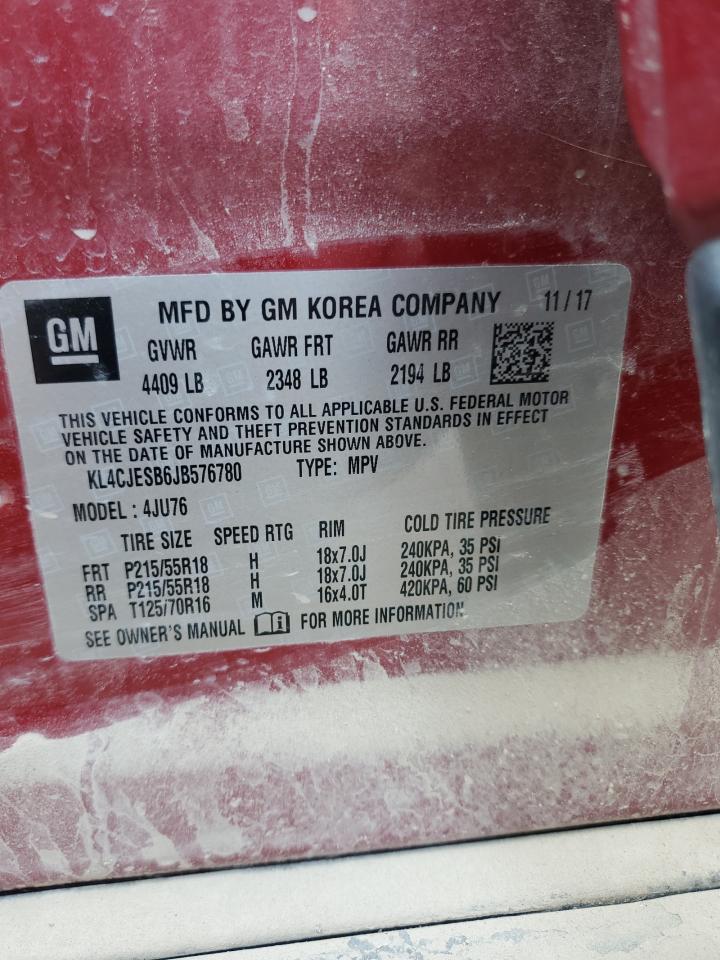 GM
MFD BY GM KOREA COMPANY 11 / 17
GVWR GAWR FRT GAWR RR
4409 LB 2348 LB 2194 LB
THIS VEHICLE CONFORMS TO ALL APPLICABLE U.S. FEDERAL MOTOR
VEHICLE SAFETY AND THEFT PREVENTION STANDARDS IN EFFECT
ON THE DATE OF MANUFACTURE SHOWN ABOVE.
KL4CJESB6JB576780 TYPE: MPV
MODEL : 4JU76
TIRE SIZE SPEED RTG RIM COLD TIRE PRESSURE
FRT P215/55R18 H 18x7.0J 240KPA, 35 PSI
RR P215/55R18 H 18x7.0J 240KPA, 35 PSI
SPA T125/70R16 M 16x4.0T 420KPA, 60 PSI
SEE OWNER'S MANUAL FOR MORE INFORMATION